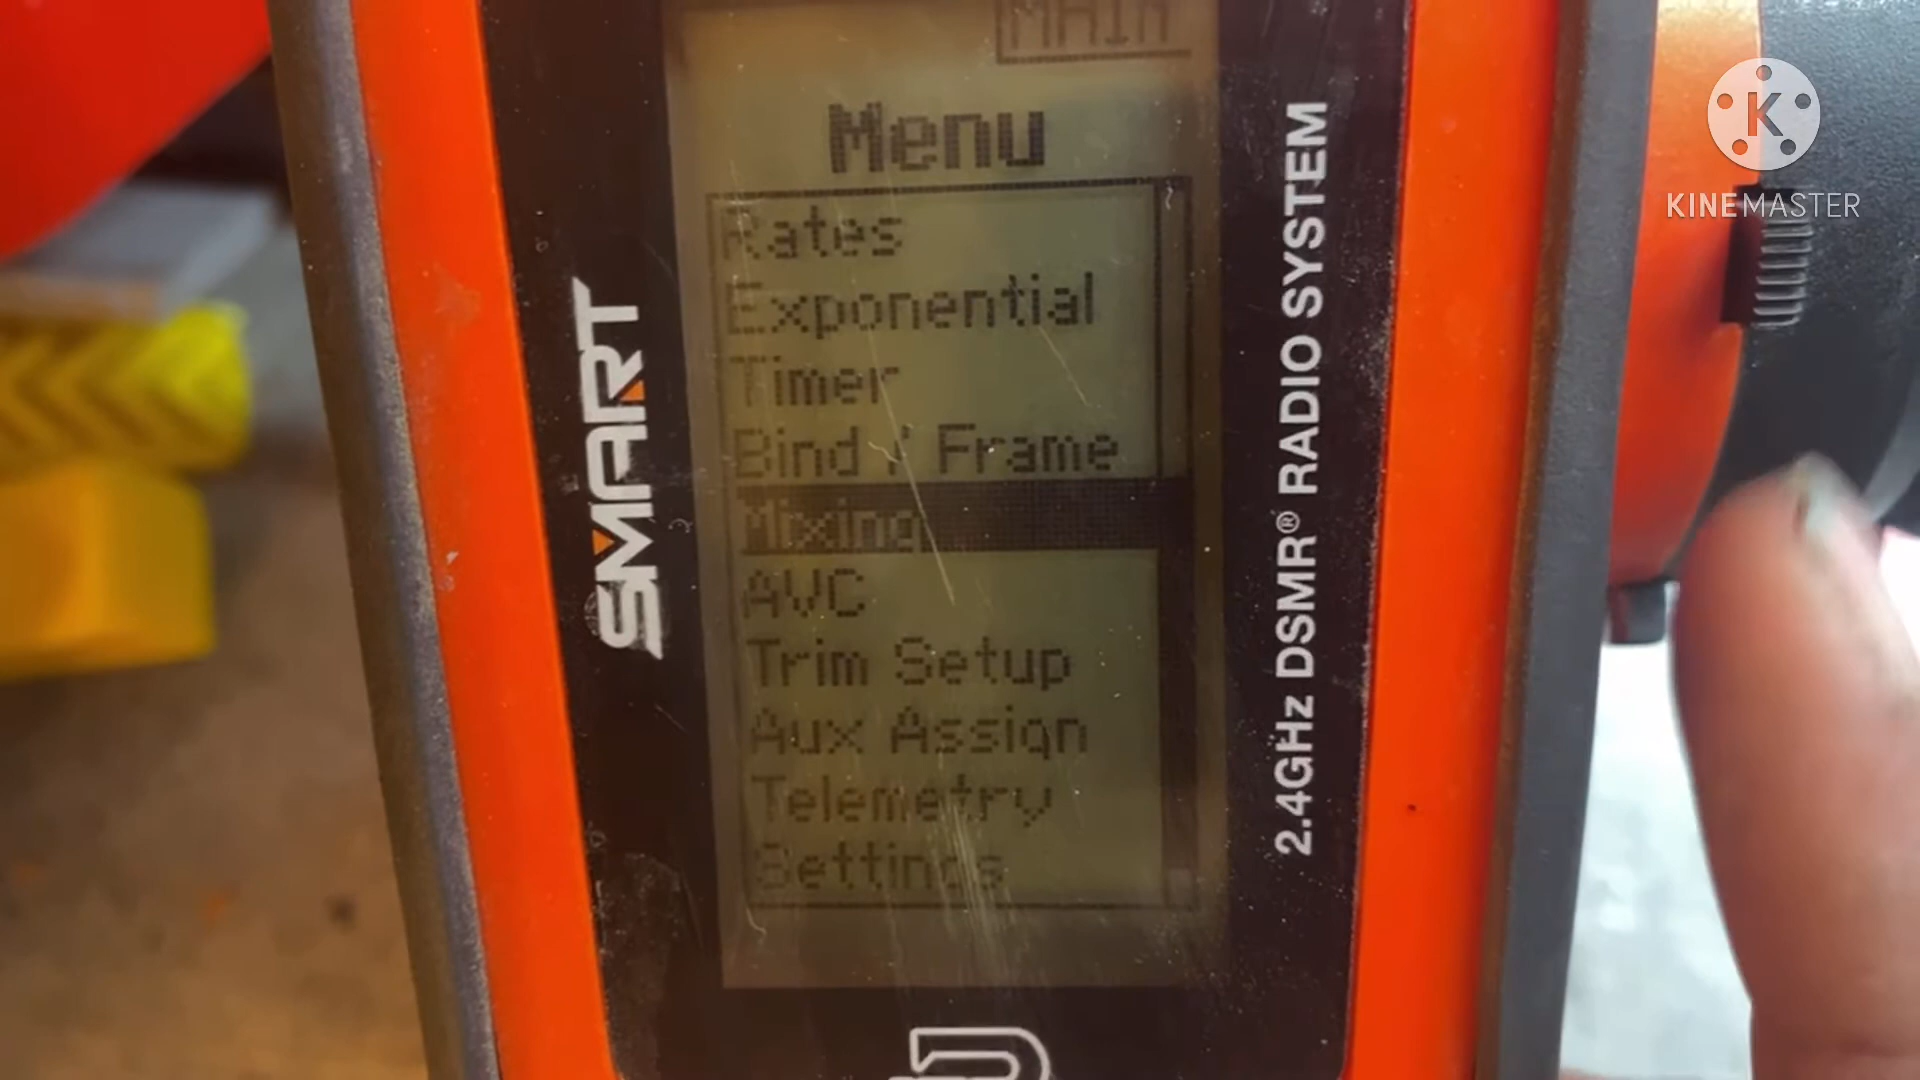 MAIN
Menu
Rates
Exponential
Timer
Bind / Frame
Mixing
AVC
Trim Setup
Aux Assign
Telemetry
Settings
SMART
2.4GHz DSMR® RADIO SYSTEM
K
KINEMASTER